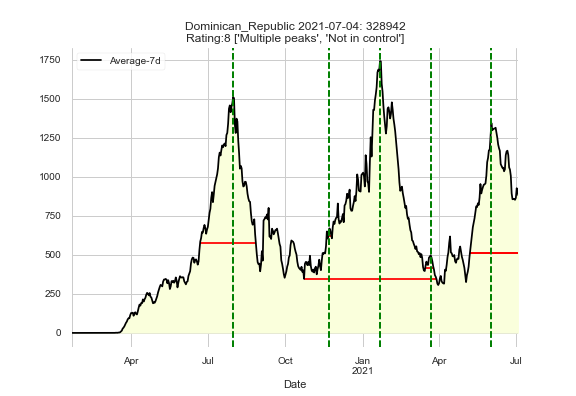 Dominican_Republic 2021-07-04: 328942
Rating:8 ['Multiple peaks', 'Not in control']
Average-7d
1750
1500
1250
1000
750
500
250
0
Apr Jul Oct Jan Apr Jul
2021
Date